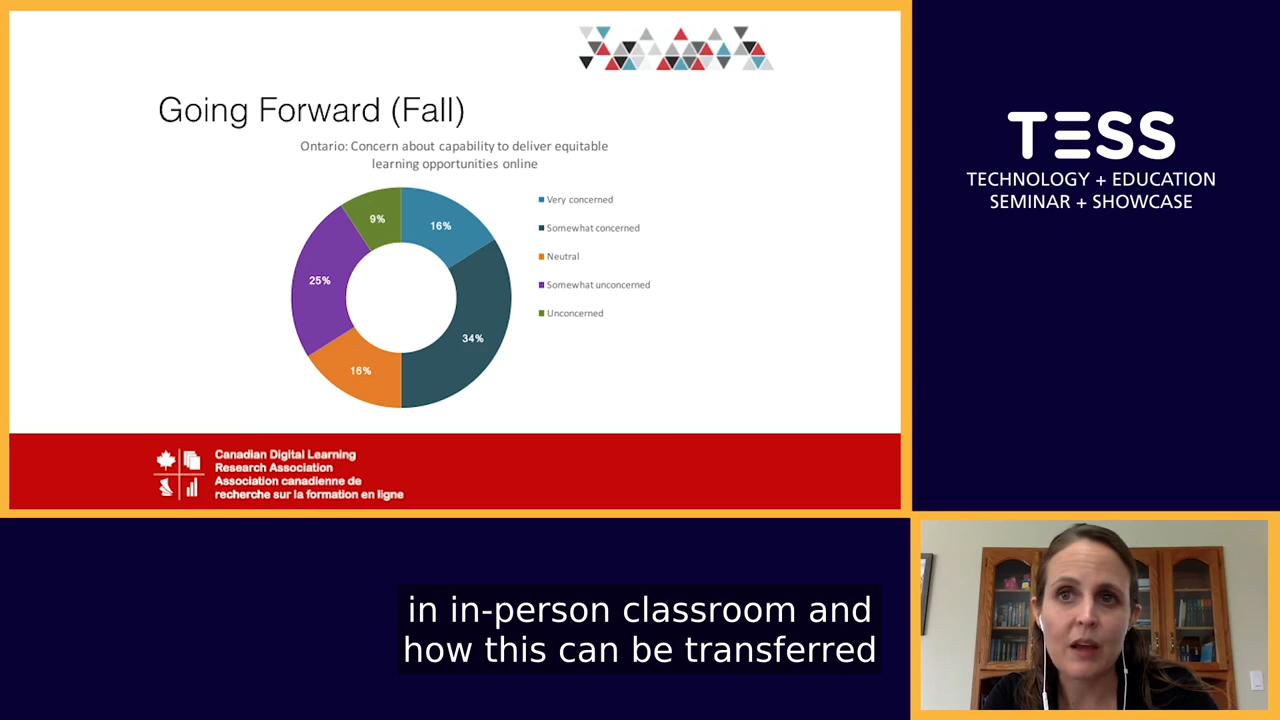 Going Forward (Fall)
Ontario: Concern about capability to deliver equitable
learning opportunities online
9%
16%
25%
34%
16%
Very concerned
Somewhat concerned
Neutral
Somewhat unconcerned
Unconcerned
Canadian Digital Learning
Research Association
Association canadienne de
recherche sur la formation en ligne
TESS
TECHNOLOGY + EDUCATION
SEMINAR + SHOWCASE
in in-person classroom and
how this can be transferred